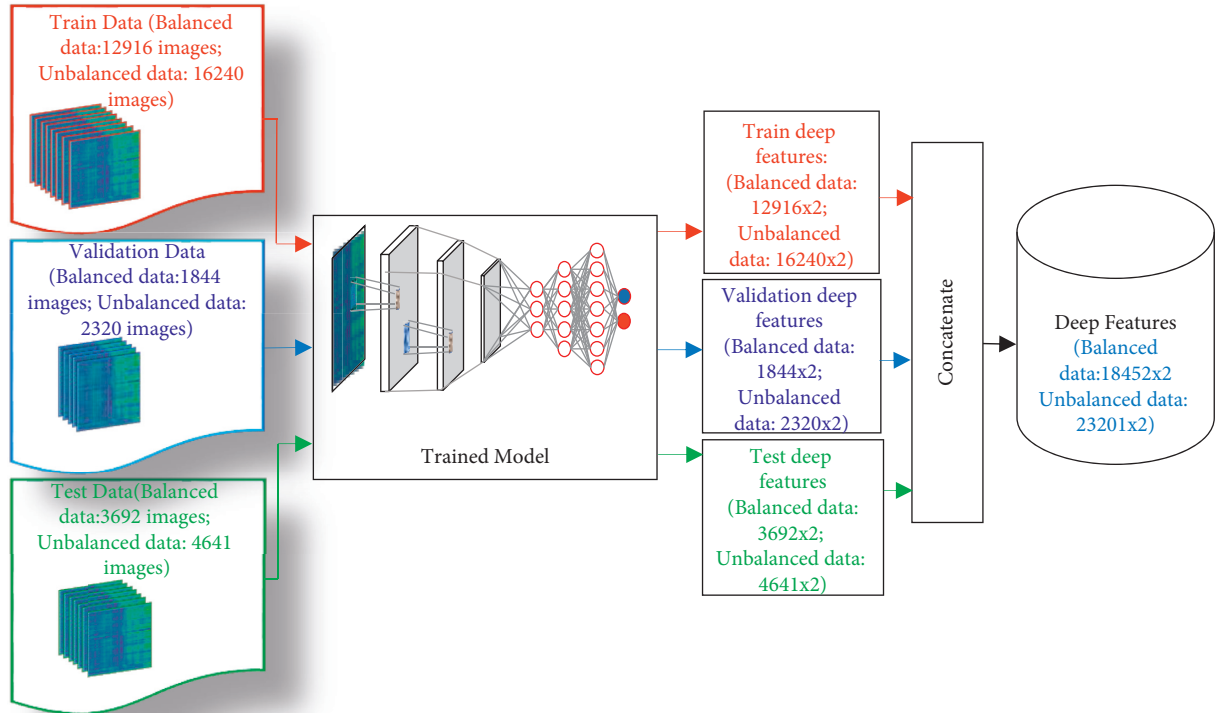 Train Data (Balanced
data:12916 images;
Unbalanced data: 16240
images)
Validation Data
(Balanced data:1844
images; Unbalanced data:
2320 images)
Test Data(Balanced
data:3692 images;
Unbalanced data: 4641
images)
Trained Model
Train deep
features:
(Balanced data:
12916x2;
Unbalanced
data: 16240x2)
Validation deep
features
(Balanced data:
1844x2;
Unbalanced
data: 2320x2)
Test deep
features
(Balanced data:
3692x2;
Unbalanced data:
4641x2)
Concatenate
Deep Features
(Balanced
data:18452x2
Unbalanced data:
23201x2)